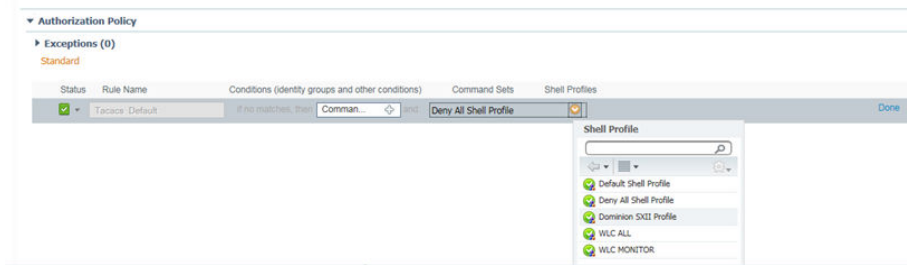 Authorization Policy
Exceptions (0)
Standard
Status Rule Name Conditions (identity groups and other conditions) Command Sets Shell Profiles
Tacacs_Default If no matches, then Comman... and Deny All Shell Profile Done
Shell Profile
Default Shell Profile
Deny All Shell Profile
Dominion SXII Profile
WLC ALL
WLC MONITOR